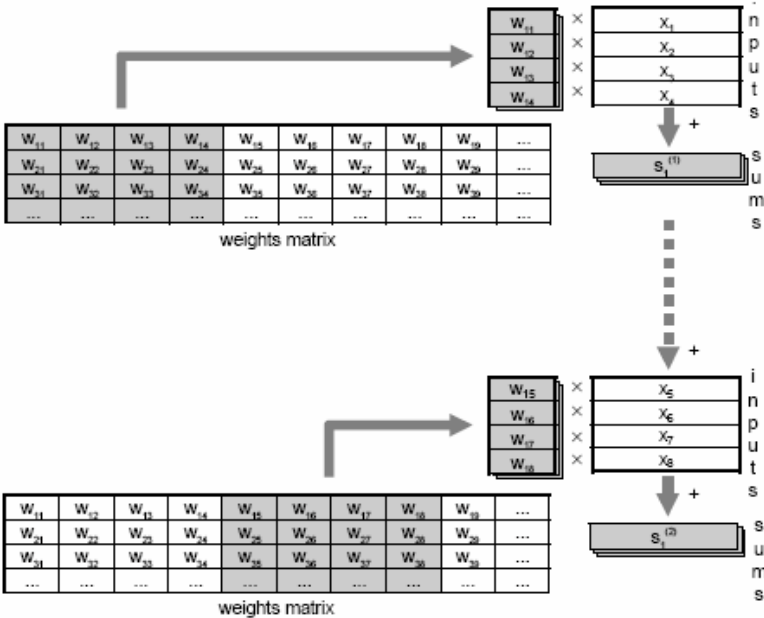 W₁₁ × X₁
W₁₂ × X₂
W₁₃ × X₃
W₁₄ × X₄
inputs
+
W₁₁ W₁₂ W₁₃ W₁₄ W₁₅ W₁₆ W₁₇ W₁₈ W₁₉ ...
W₂₁ W₂₂ W₂₃ W₂₄ W₂₅ W₂₆ W₂₇ W₂₈ W₂₉ ...
W₃₁ W₃₂ W₃₃ W₃₄ W₃₅ W₃₆ W₃₇ W₃₈ W₃₉ ...
... ... ... ... ... ... ... ... ... ...
weights matrix
S₁⁽¹⁾
sums
+
W₁₅ × X₅
W₁₆ × X₆
W₁₇ × X₇
W₁₈ × X₈
inputs
+
W₁₁ W₁₂ W₁₃ W₁₄ W₁₅ W₁₆ W₁₇ W₁₈ W₁₉ ...
W₂₁ W₂₂ W₂₃ W₂₄ W₂₅ W₂₆ W₂₇ W₂₈ W₂₉ ...
W₃₁ W₃₂ W₃₃ W₃₄ W₃₅ W₃₆ W₃₇ W₃₈ W₃₉ ...
... ... ... ... ... ... ... ... ... ...
weights matrix
S₁⁽²⁾
sums